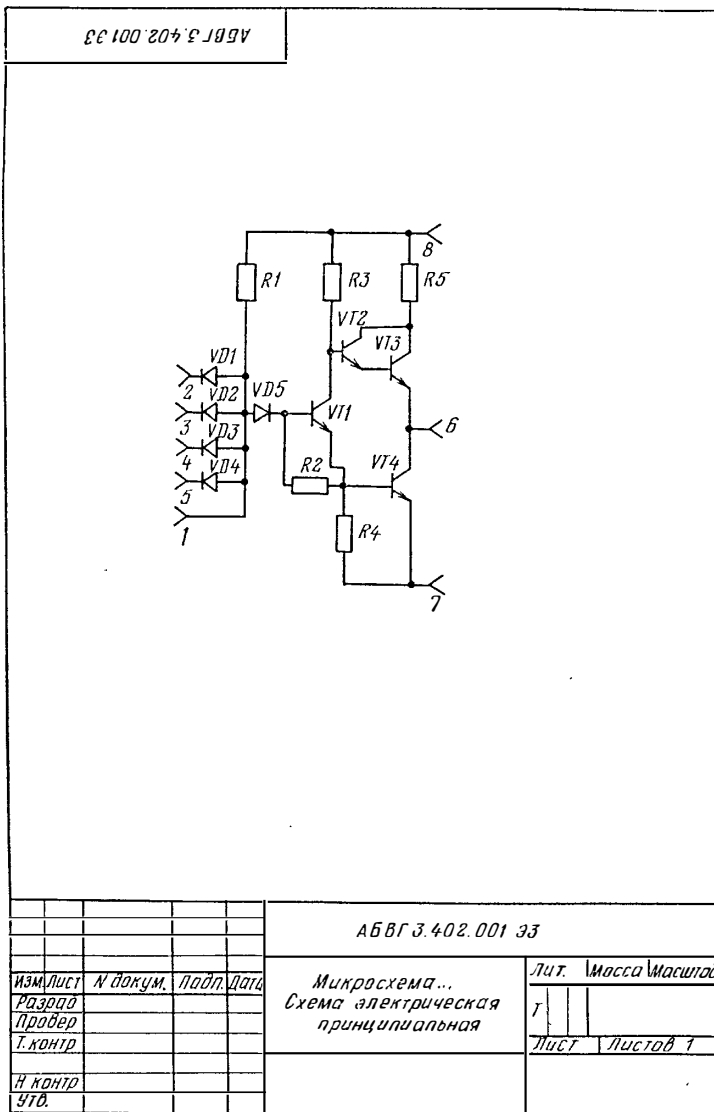 АБВГ 3.402.001 ЭЗ
8
R1
R3
R5
VT2
VT3
VD1
2
VD2
VD5
VT1
3
VD3
6
4
VD4
R2
VT4
5
1
R4
7
АБВГ 3.402.001 ЭЗ
Изм Лист N докум. Подп. Дата
Микросхема...
Схема электрическая
принципиальная
Лит. Масса Масштаб
Разраб
Провер
Т
Т. контр
Лист Листов 1
Н контр
Утв.